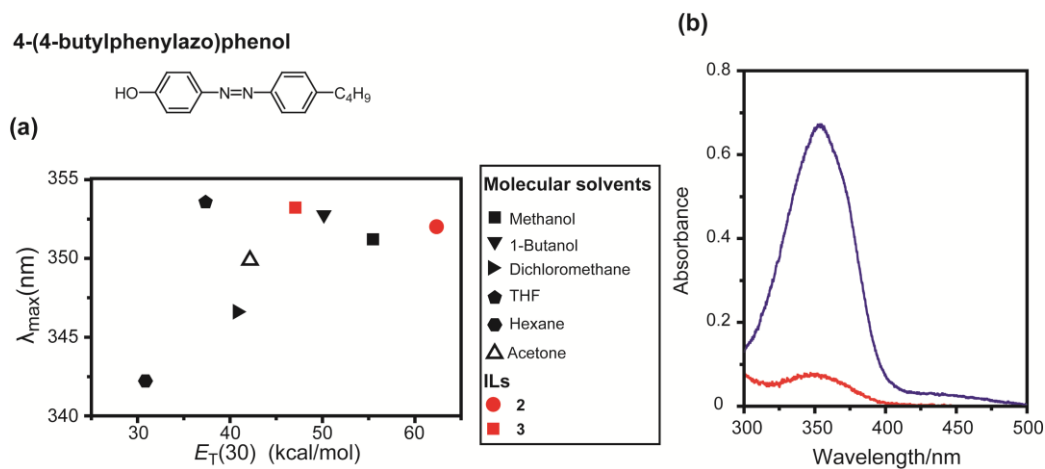 4-(4-butylphenylazo)phenol
HO
N=N
C4H9
(a)
355
350
345
340
λmax(nm)
30
40
50
60
ET(30) (kcal/mol)
Molecular solvents
Methanol
1-Butanol
Dichloromethane
THF
Hexane
Acetone
ILs
2
3
(b)
0.8
0.6
0.4
0.2
0
Absorbance
300
350
400
450
500
Wavelength/nm